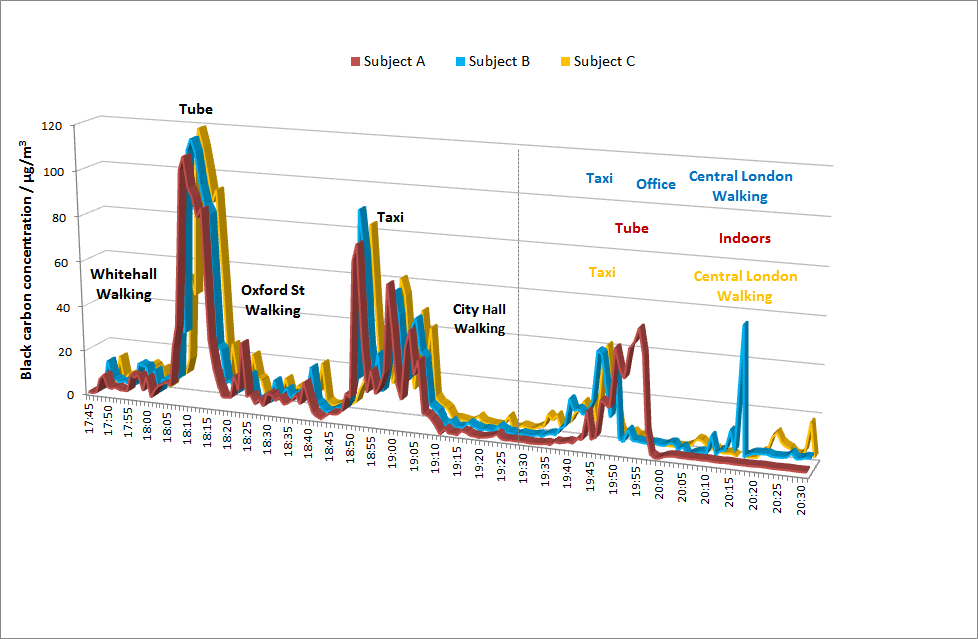 Subject A Subject B Subject C
Tube
Black carbon concentration / µg/m³
120
100
80
60
40
20
0
Whitehall
Walking
Oxford St
Walking
Taxi
City Hall
Walking
Taxi Office Central London
Walking
Tube Indoors
Taxi Central London
Walking
17:45 17:50 17:55 18:00 18:05 18:10 18:15 18:20 18:25 18:30 18:35 18:40 18:45 18:50 18:55 19:00 19:05 19:10 19:15 19:20 19:25 19:30 19:35 19:40 19:45 19:50 19:55 20:00 20:05 20:10 20:15 20:20 20:25 20:30